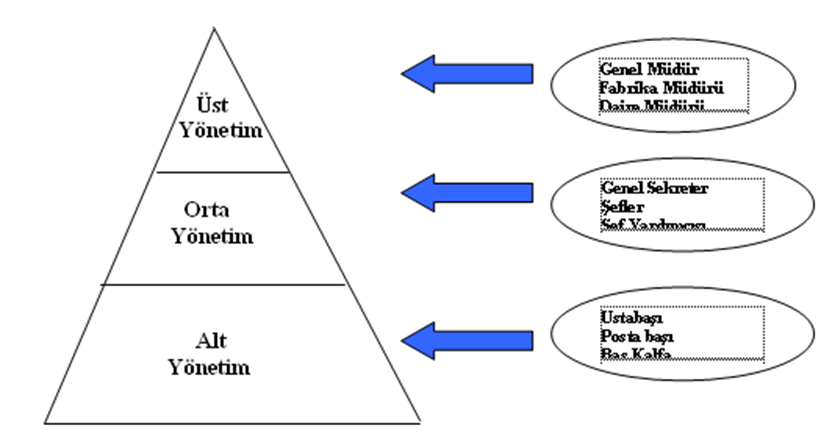 Üst
Yönetim
Genel Müdür
Fabrika Müdürü
Daire Müdürü
Orta
Yönetim
Genel Sekreter
Şefler
Şef Yardımcısı
Alt
Yönetim
Ustabaşı
Posta başı
Baş Kalfa